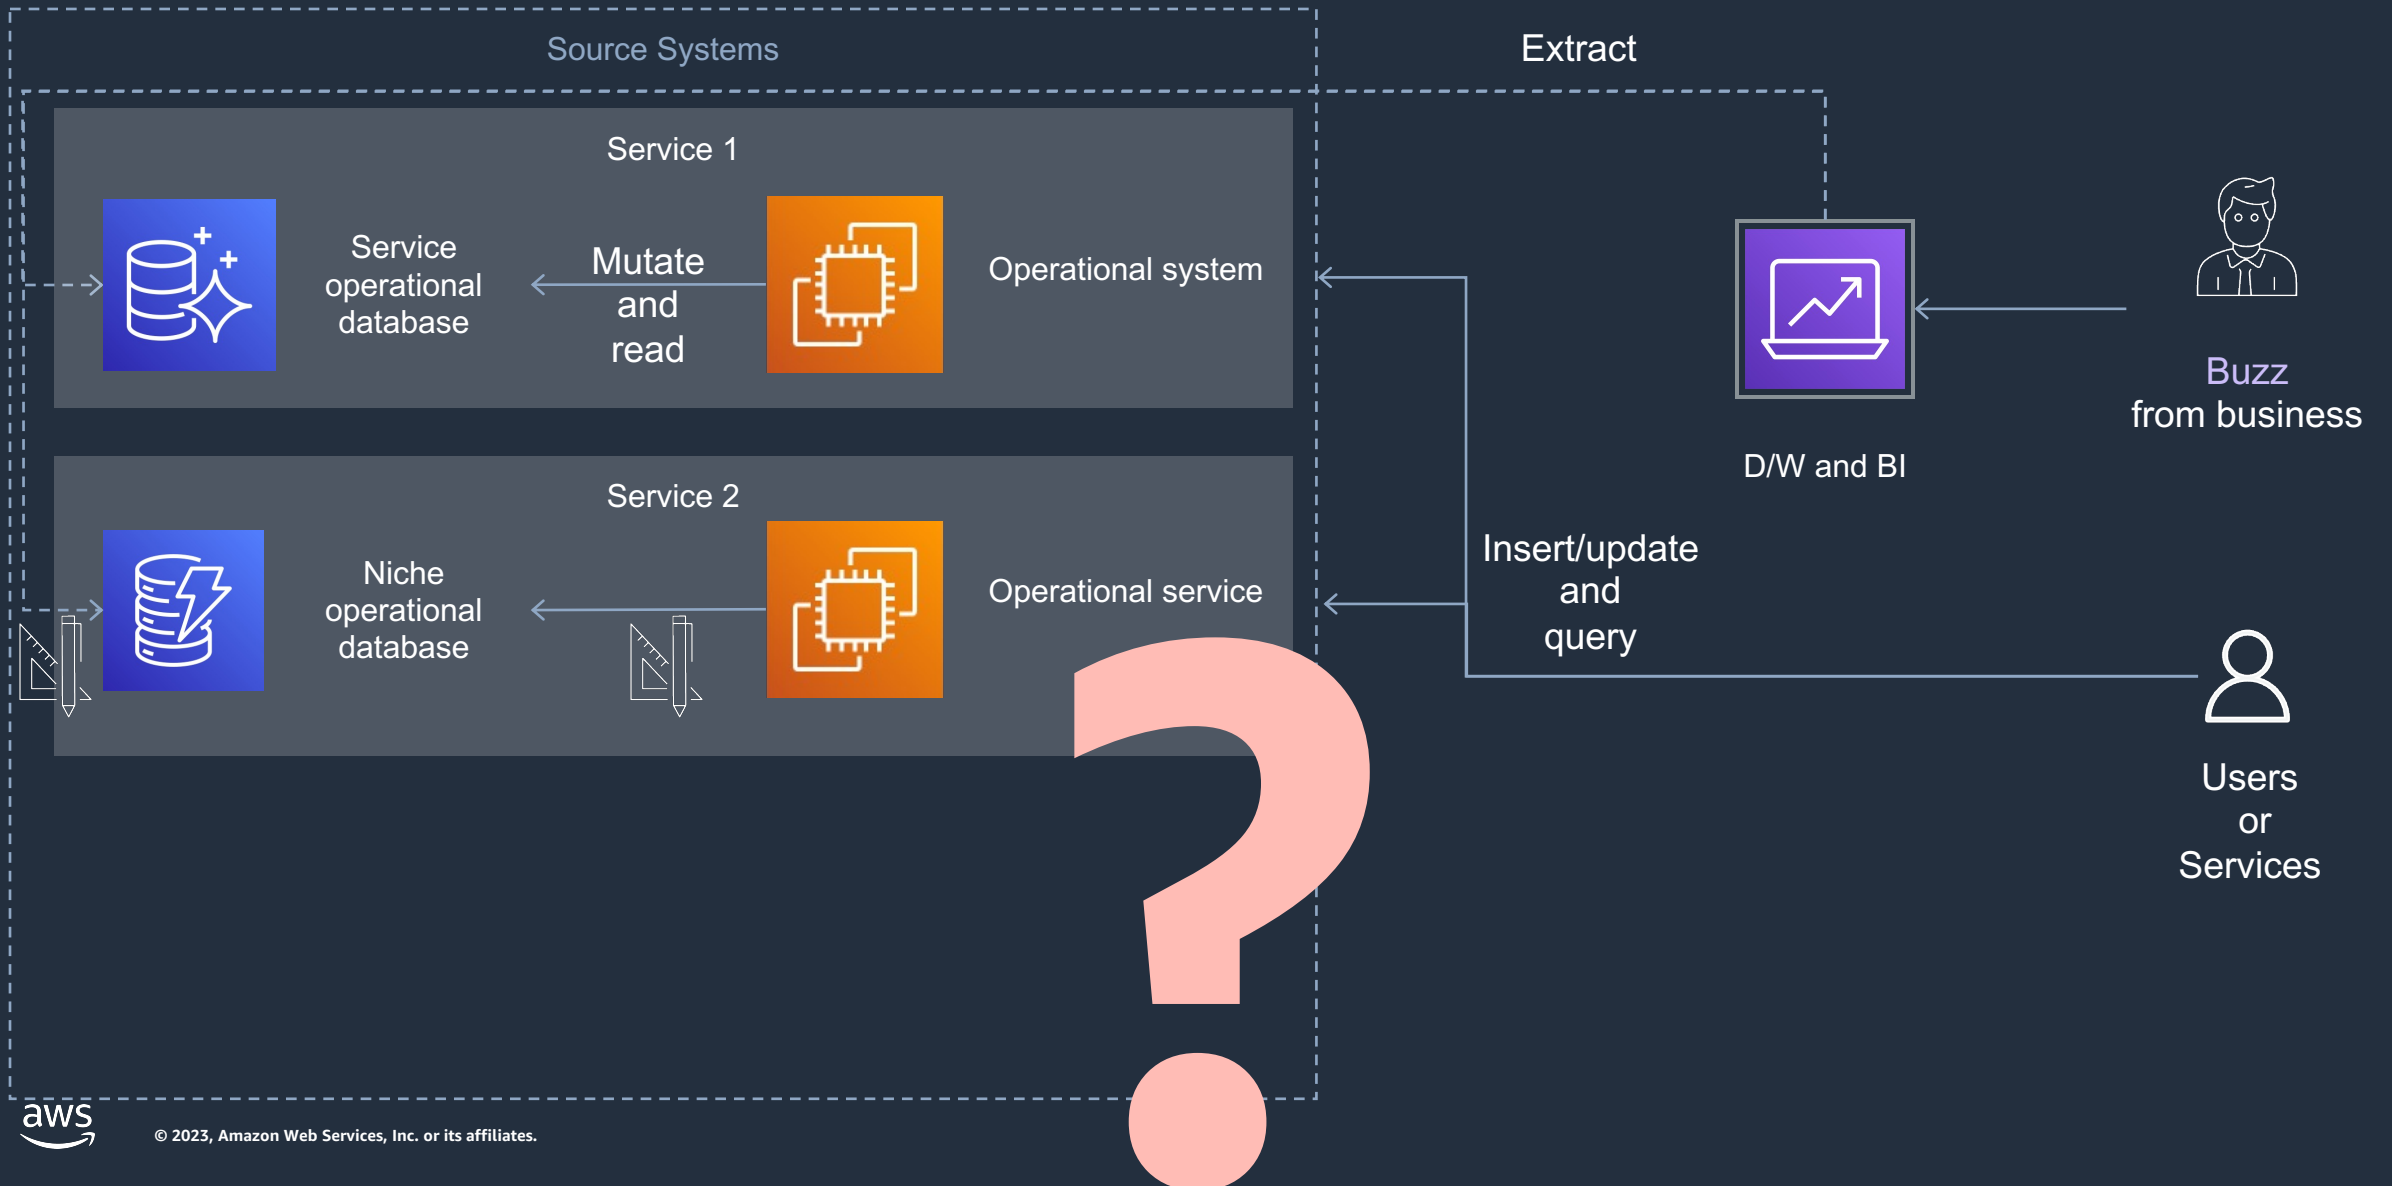 Source Systems
Extract
Service 1
Service
operational
database
Mutate
and
read
Operational system
Buzz
from business
D/W and BI
Service 2
Niche
operational
database
Operational service
Insert/update
and
query
Users
or
Services
?
aws
© 2023, Amazon Web Services, Inc. or its affiliates.